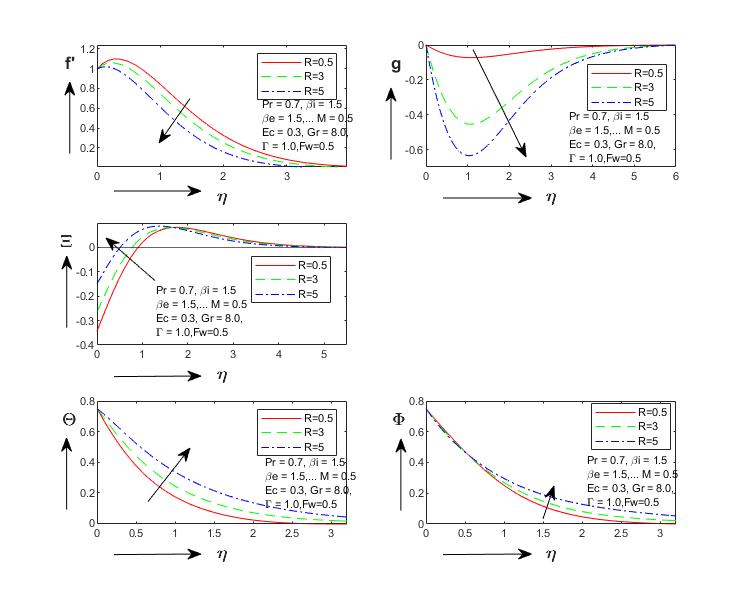 f'
1.2
1
0.8
0.6
0.4
0.2
0 1 2 3
η
R=0.5
R=3
R=5
Pr = 0.7, βi = 1.5
βe = 1.5,... M = 0.5
Ec = 0.3, Gr = 8.0,
Γ = 1.0,Fw=0.5
g
0
-0.2
-0.4
-0.6
0 1 2 3 4 5 6
η
R=0.5
R=3
R=5
Pr = 0.7, βi = 1.5
βe = 1.5,... M = 0.5
Ec = 0.3, Gr = 8.0,
Γ = 1.0,Fw=0.5
Ξ
0
-0.1
-0.2
-0.3
-0.4
0 1 2 3 4 5
η
R=0.5
R=3
R=5
Pr = 0.7, βi = 1.5
βe = 1.5,... M = 0.5
Ec = 0.3, Gr = 8.0,
Γ = 1.0,Fw=0.5
Θ
0.8
0.6
0.4
0.2
0
0 0.5 1 1.5 2 2.5 3
η
R=0.5
R=3
R=5
Pr = 0.7, βi = 1.5
βe = 1.5,... M = 0.5
Ec = 0.3, Gr = 8.0,
Γ = 1.0,Fw=0.5
Φ
0.8
0.6
0.4
0.2
0
0 0.5 1 1.5 2 2.5 3
η
R=0.5
R=3
R=5
Pr = 0.7, βi = 1.5
βe = 1.5,... M = 0.5
Ec = 0.3, Gr = 8.0,
Γ = 1.0,Fw=0.5